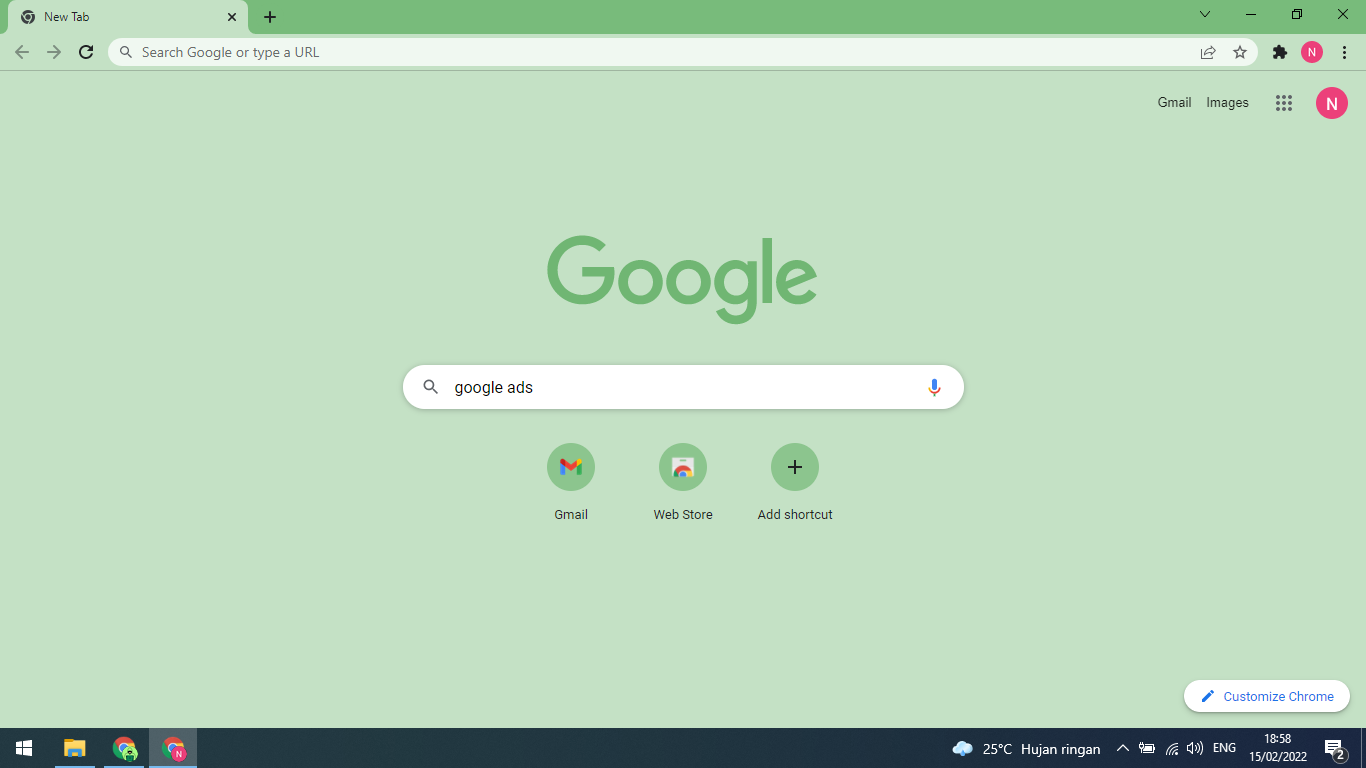 New Tab
Search Google or type a URL
N
Gmail Images
N
Google
google ads
Gmail
Web Store
Add shortcut
Customize Chrome
N
25°C Hujan ringan
ENG
18:58
15/02/2022
2